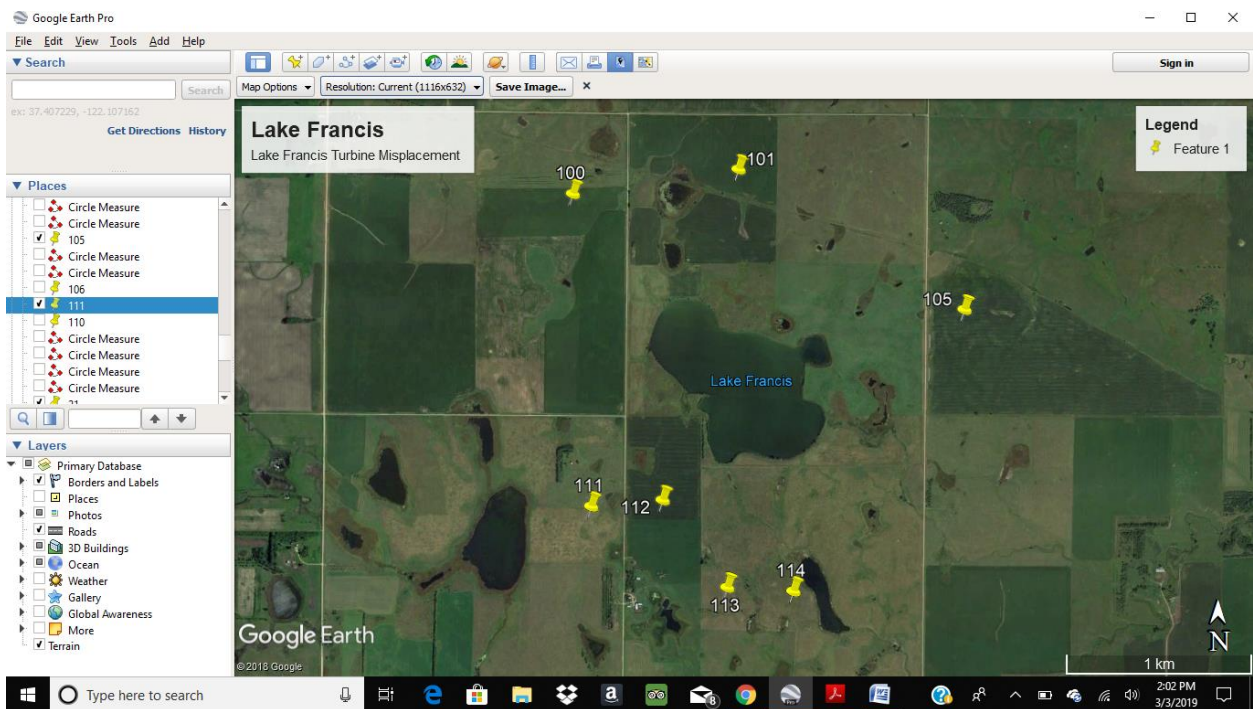 Google Earth Pro
File Edit View Tools Add Help
▼ Search
Search
ex: 37.407229, -122.107162
Get Directions History
▼ Places
Circle Measure
Circle Measure
105
Circle Measure
Circle Measure
106
111
110
Circle Measure
Circle Measure
Circle Measure
Circle Measure
▼ Layers
Primary Database
Borders and Labels
Places
Photos
Roads
3D Buildings
Ocean
Weather
Gallery
Global Awareness
More
Terrain
Sign in
Map Options Resolution: Current (1116x632) Save Image... ×
Lake Francis
Lake Francis Turbine Misplacement
Legend
Feature 1
100
101
105
Lake Francis
111
112
113
114
Google Earth
©2018 Google
N
1 km
Type here to search
a
8
2:02 PM
3/3/2019